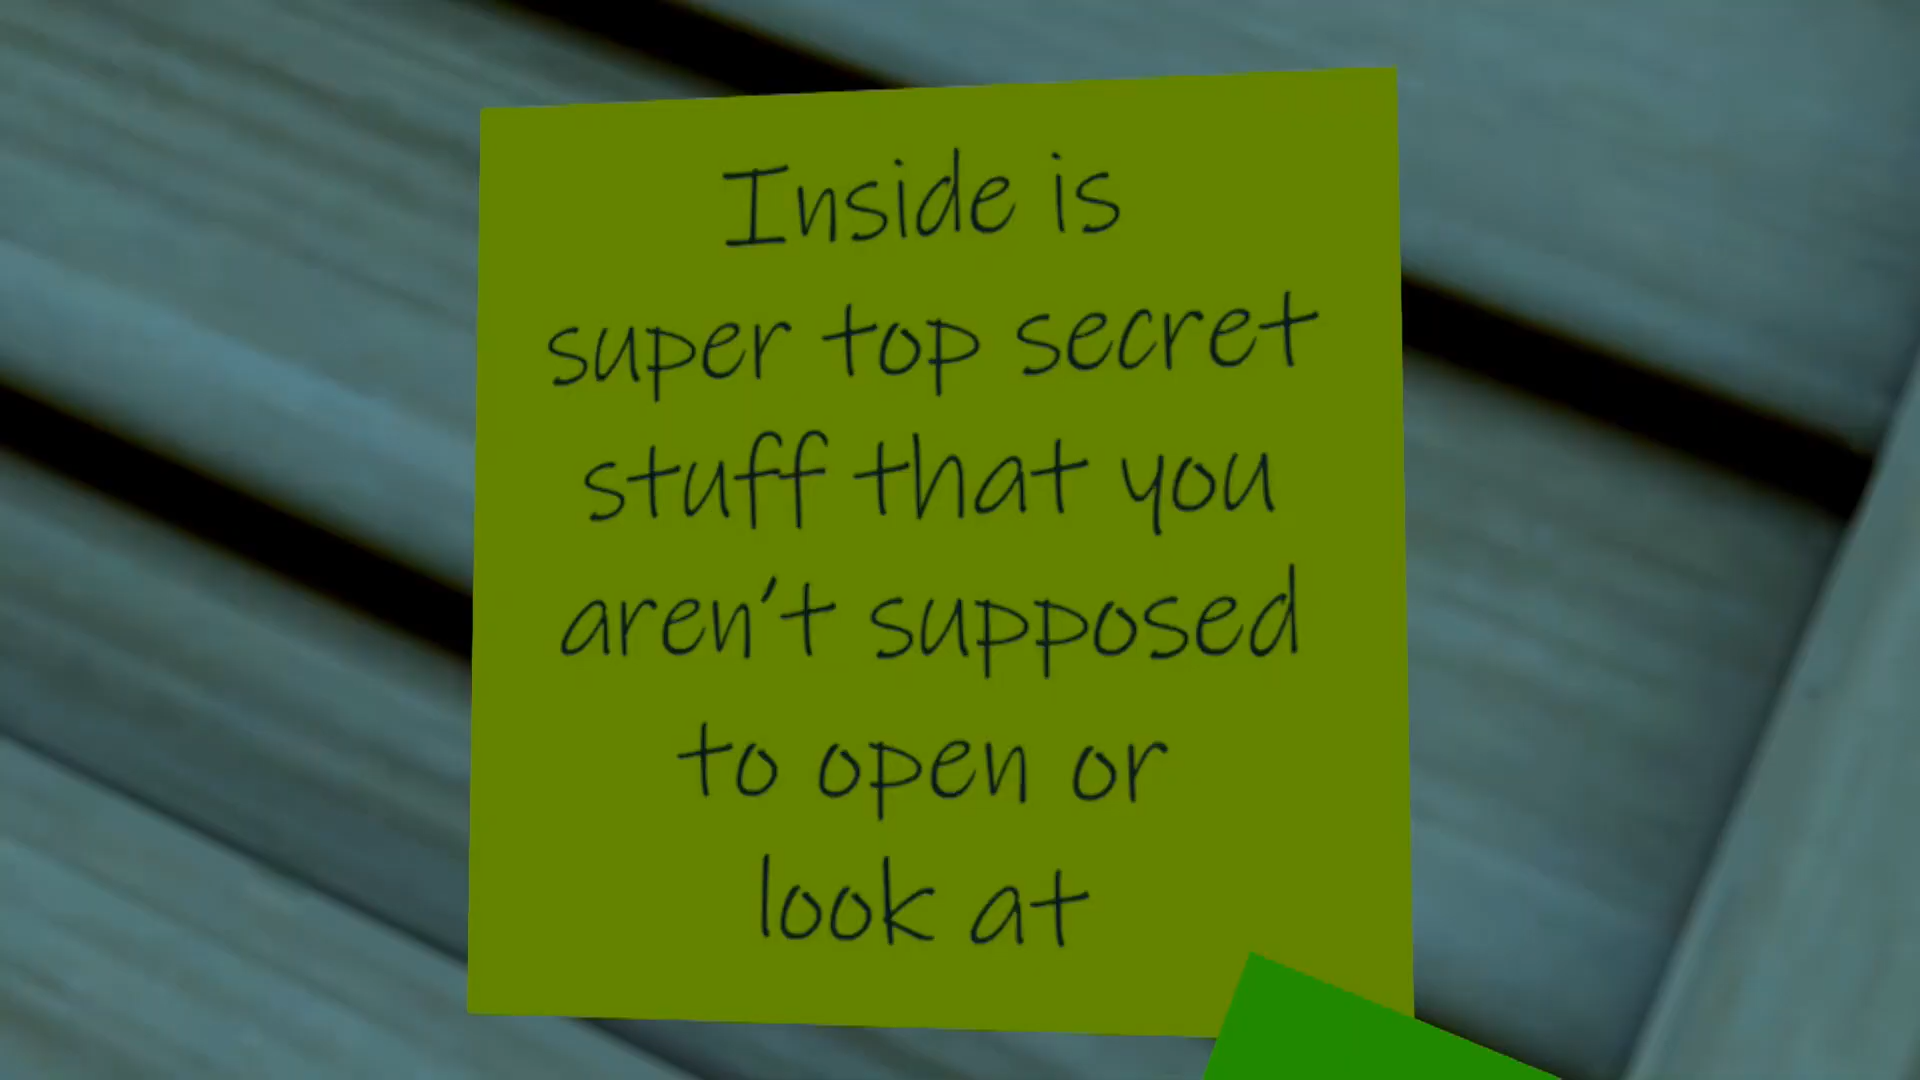 Inside is
super top secret
stuff that you
aren't supposed
to open or
look at